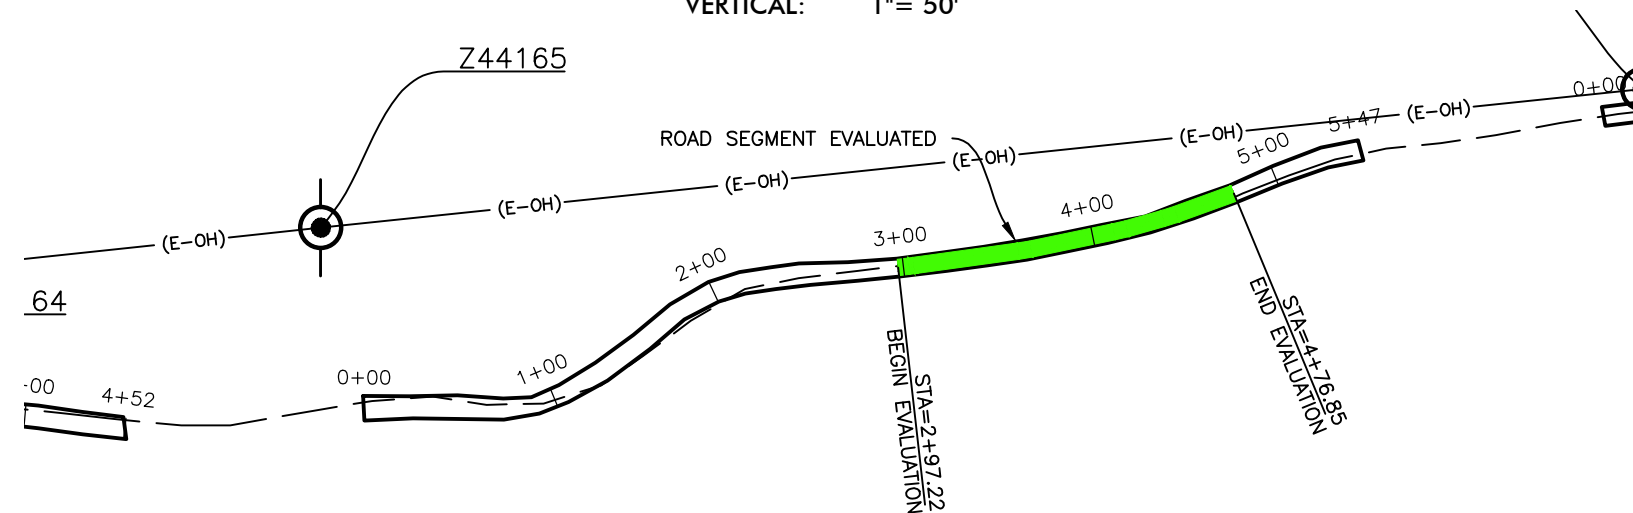 VERTICAL: 1"= 50'
Z44165
0+00
5+47
(E-OH)
ROAD SEGMENT EVALUATED
(E-OH)
5+00
(E-OH)
(E-OH)
(E-OH)
4+00
(E-OH)
3+00
2+00
64
1+00
0+00
-00
4+52
BEGIN EVALUATION
STA=2+97.22
END EVALUATION
STA=4+76.85